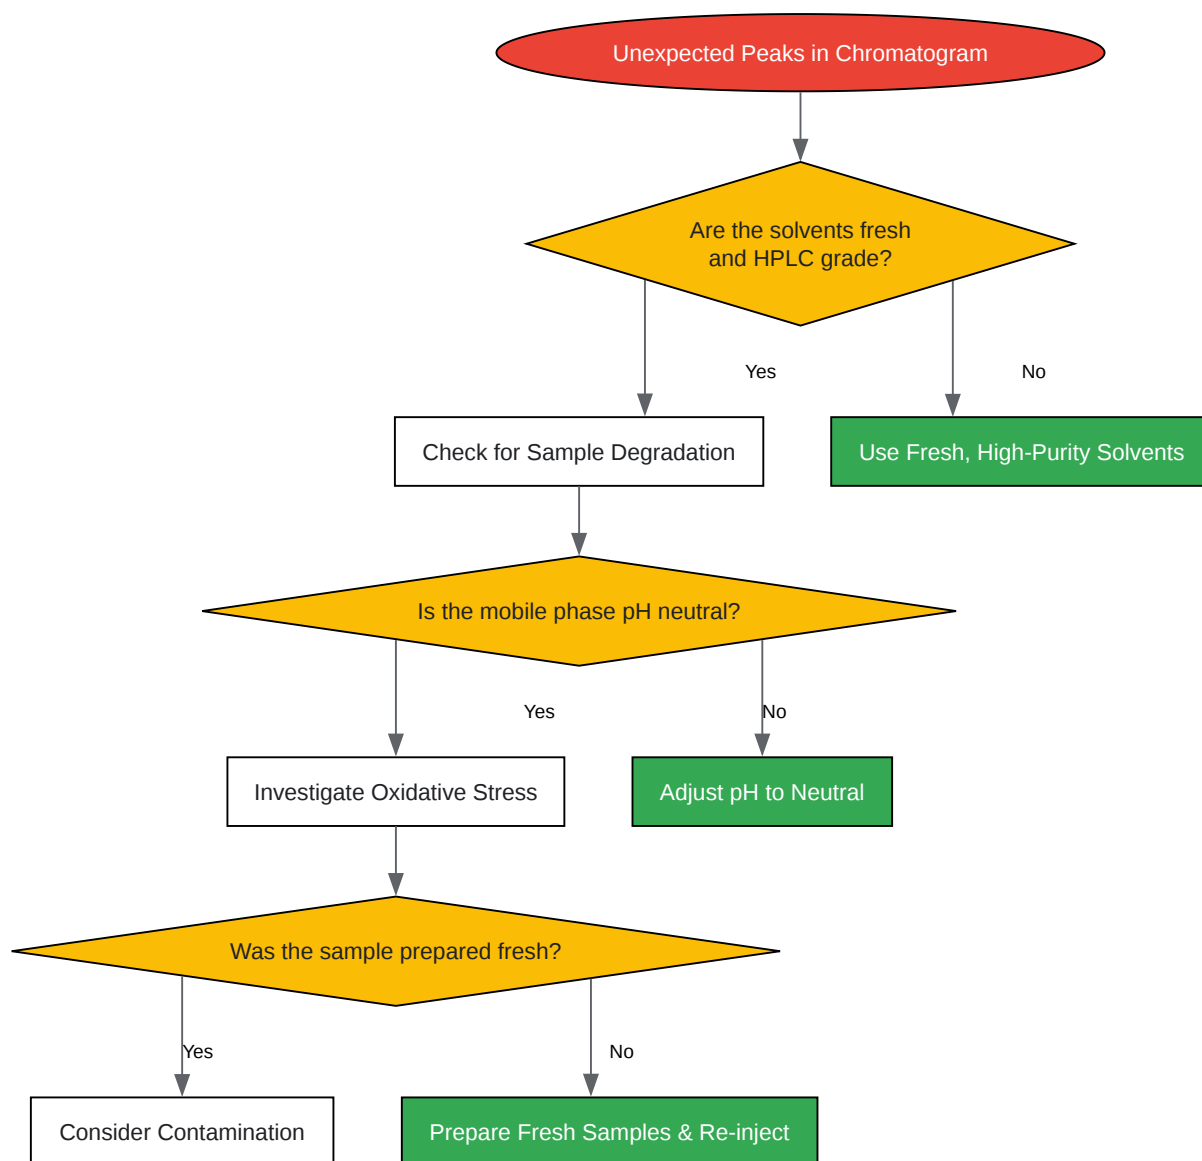 Unexpected Peaks in Chromatogram
Are the solvents fresh
and HPLC grade?
Yes
No
Check for Sample Degradation
Use Fresh, High-Purity Solvents
Is the mobile phase pH neutral?
Yes
No
Investigate Oxidative Stress
Adjust pH to Neutral
Was the sample prepared fresh?
Yes
No
Consider Contamination
Prepare Fresh Samples & Re-inject